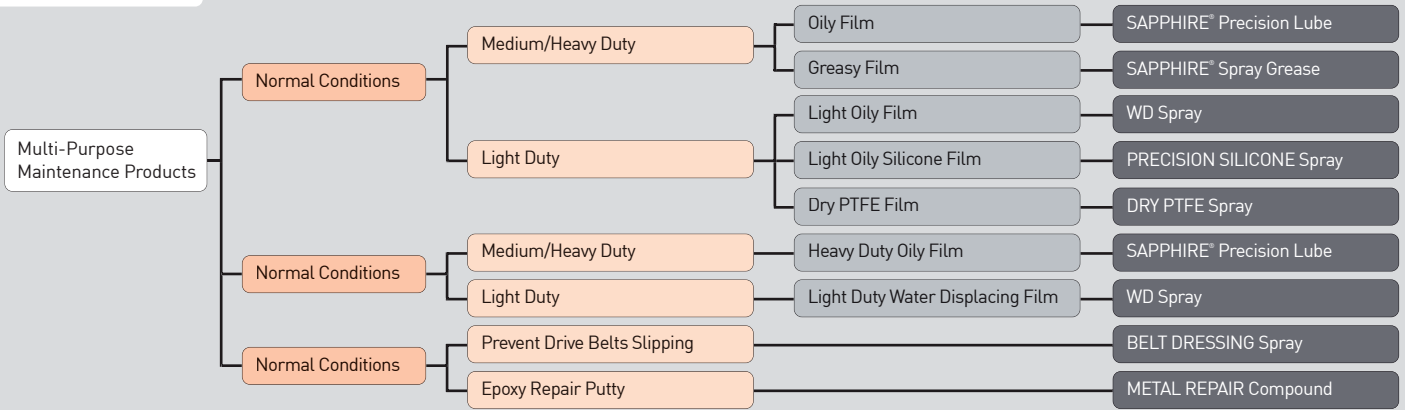 Multi-Purpose
Maintenance Products
Normal Conditions
Medium/Heavy Duty
Oily Film
SAPPHIRE® Precision Lube
Greasy Film
SAPPHIRE® Spray Grease
Light Duty
Light Oily Film
WD Spray
Light Oily Silicone Film
PRECISION SILICONE Spray
Dry PTFE Film
DRY PTFE Spray
Normal Conditions
Medium/Heavy Duty
Heavy Duty Oily Film
SAPPHIRE® Precision Lube
Light Duty
Light Duty Water Displacing Film
WD Spray
Normal Conditions
Prevent Drive Belts Slipping
BELT DRESSING Spray
Epoxy Repair Putty
METAL REPAIR Compound